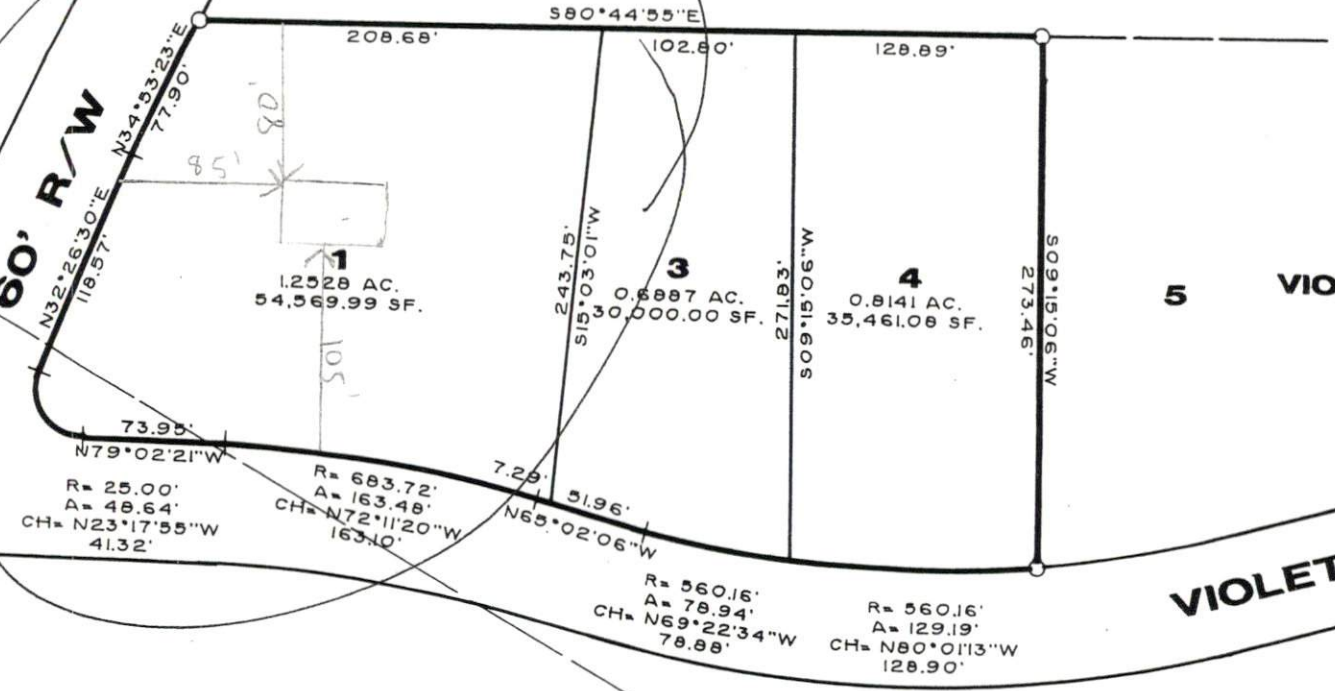 S80°44'55"E
208.68'
102.80'
128.89'
N34°53'23"E
77.90'
60' R/W
80'
85'
N32°26'30"E
118.57'
1
1.2528 AC.
54,569.99 SF.
105'
243.75'
S15°03'01"W
3
0.6887 AC.
30,000.00 SF.
271.83'
S09°15'06"W
4
0.8141 AC.
35,461.08 SF.
S09°15'06"W
273.46'
5
VIO
73.95'
N79°02'21"W
R= 25.00'
A= 48.64'
CH= N23°17'55"W
41.32'
R= 683.72'
A= 163.48'
CH= N72°11'20"W
163.10'
7.29'
51.96'
N65°02'06"W
R= 560.16'
A= 78.94'
CH= N69°22'34"W
78.88'
R= 560.16'
A= 129.19'
CH= N80°01'13"W
128.90'
VIOLET